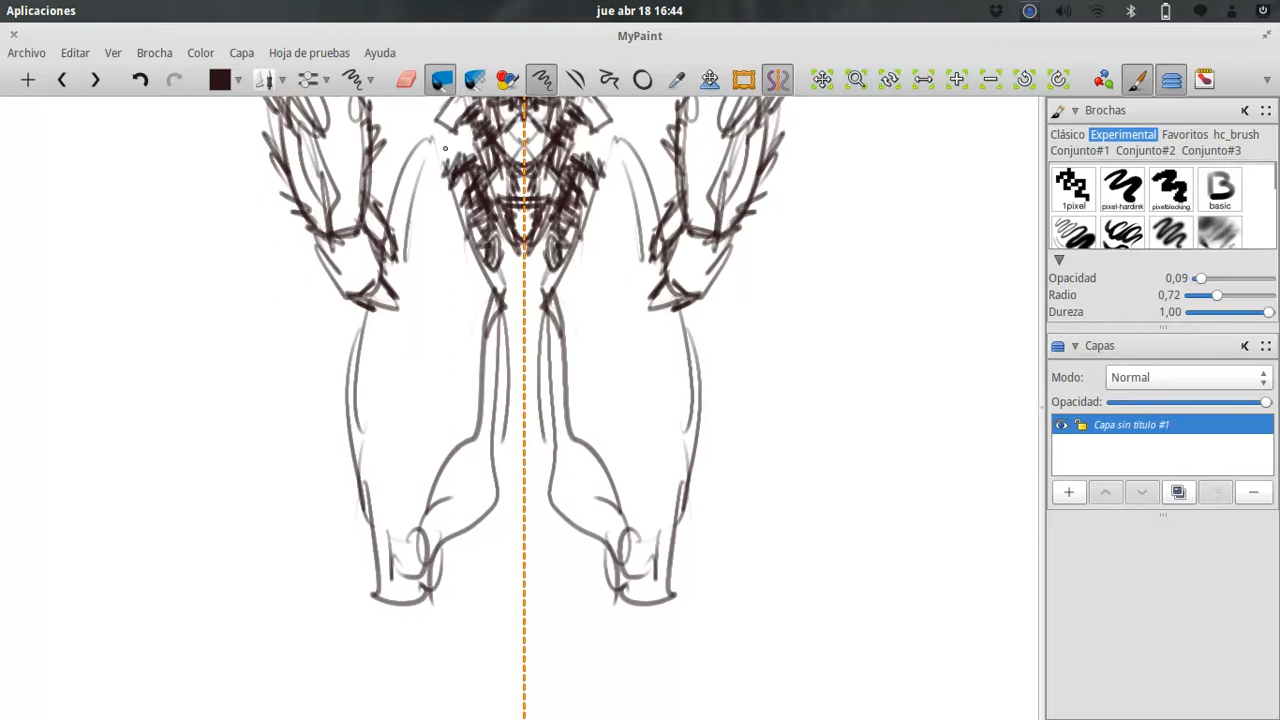 Aplicaciones
jue abr 18 16:44
MyPaint
Archivo Editar Ver Brocha Color Capa Hoja de pruebas Ayuda
Brochas
Clásico Experimental Favoritos hc_brush
Conjunto#1 Conjunto#2 Conjunto#3
1pixel pixel-hardink pixelblocking basic
Opacidad 0,09
Radio 0,72
Dureza 1,00
Capas
Modo: Normal
Opacidad:
Capa sin título #1